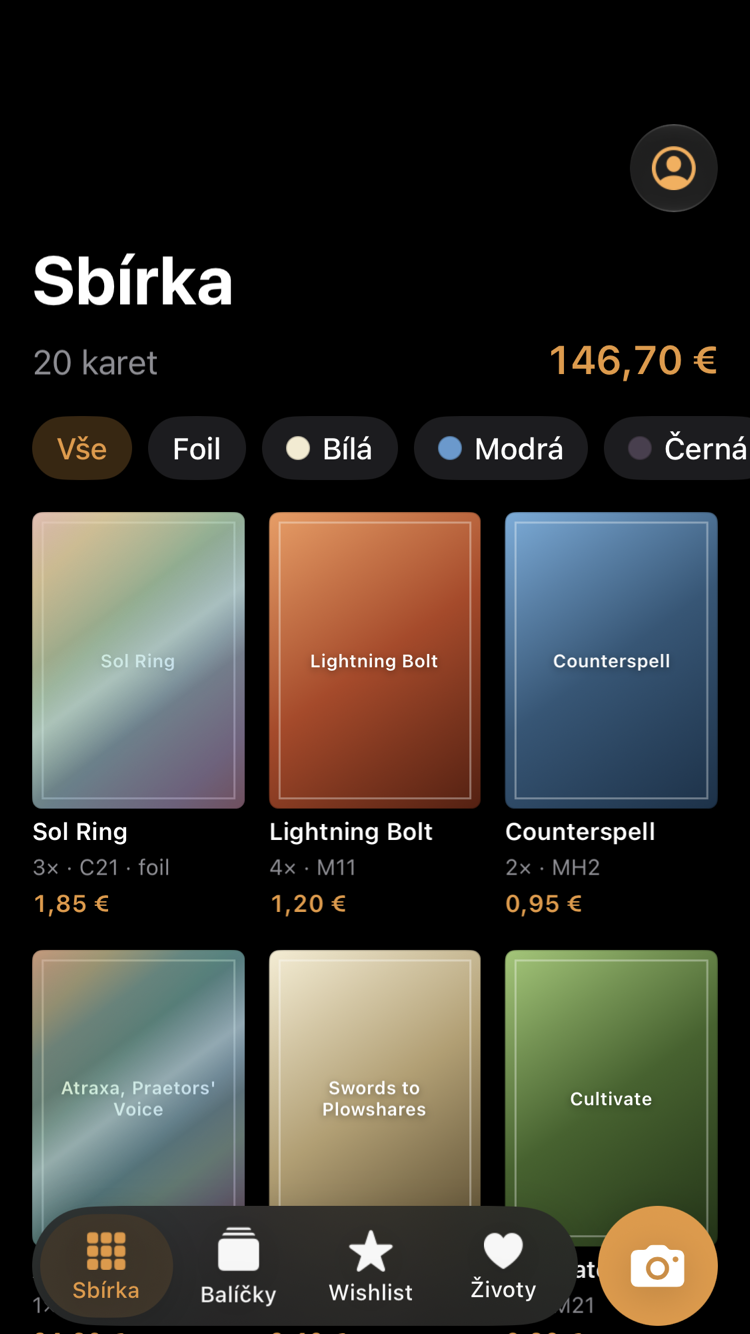 Sbírka
20 karet
146,70 €
Vše
Foil
Bílá
Modrá
Černá
Sol Ring
Lightning Bolt
Counterspell
Sol Ring
Lightning Bolt
Counterspell
3× · C21 · foil
4× · M11
2× · MH2
1,85 €
1,20 €
0,95 €
Atraxa, Praetors'
Voice
Swords to
Plowshares
Cultivate
Sbírka
Balíčky
Wishlist
Životy